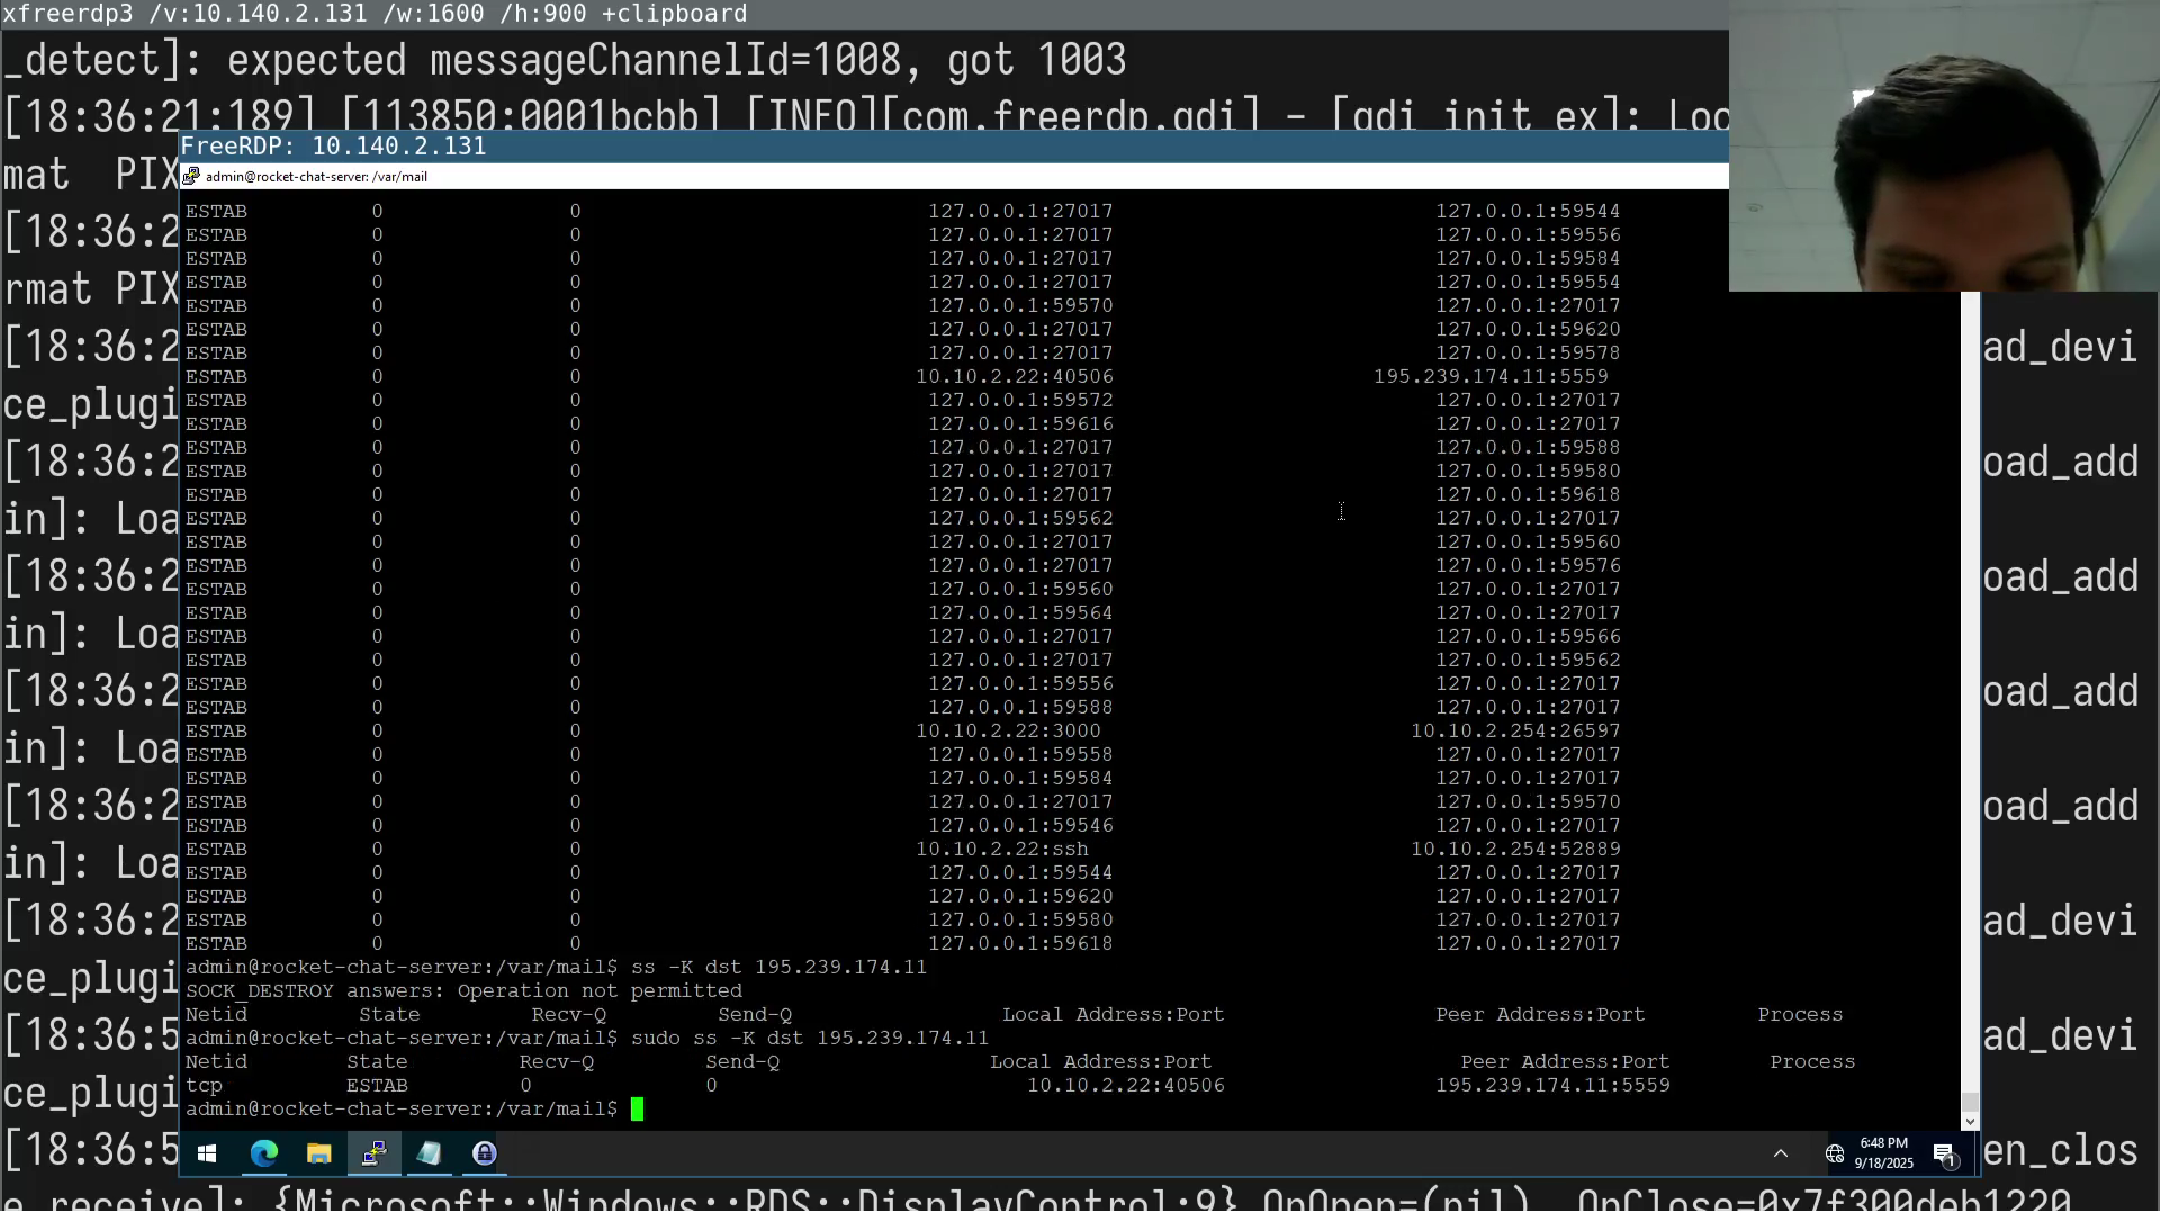 xfreerdp3 /v:10.140.2.131 /w:1600 /h:900 +clipboard
_detect]: expected messageChannelId=1008, got 1003
[18:36:21:189] [113850:0001bcbb] [INFO][com.freerdp.gdi] - [gdi_init_ex]: Loc
FreeRDP: 10.140.2.131
mat PIX
admin@rocket-chat-server: /var/mail
[18:36:2
rmat PIX
[18:36:2
ad_devi
ce_plugi
[18:36:2
oad_add
in]: Loa
[18:36:2
oad_add
in]: Loa
[18:36:2
oad_add
in]: Loa
[18:36:2
oad_add
in]: Loa
[18:36:2
ad_devi
ce_plugi
[18:36:5
ad_devi
ce_plugi
[18:36:5
en_clos
ESTAB 0 0 127.0.0.1:27017 127.0.0.1:59544
ESTAB 0 0 127.0.0.1:27017 127.0.0.1:59556
ESTAB 0 0 127.0.0.1:27017 127.0.0.1:59584
ESTAB 0 0 127.0.0.1:27017 127.0.0.1:59554
ESTAB 0 0 127.0.0.1:59570 127.0.0.1:27017
ESTAB 0 0 127.0.0.1:27017 127.0.0.1:59620
ESTAB 0 0 127.0.0.1:27017 127.0.0.1:59578
ESTAB 0 0 10.10.2.22:40506 195.239.174.11:5559
ESTAB 0 0 127.0.0.1:59572 127.0.0.1:27017
ESTAB 0 0 127.0.0.1:59616 127.0.0.1:27017
ESTAB 0 0 127.0.0.1:27017 127.0.0.1:59588
ESTAB 0 0 127.0.0.1:27017 127.0.0.1:59580
ESTAB 0 0 127.0.0.1:27017 127.0.0.1:59618
ESTAB 0 0 127.0.0.1:59562 127.0.0.1:27017
ESTAB 0 0 127.0.0.1:27017 127.0.0.1:59560
ESTAB 0 0 127.0.0.1:27017 127.0.0.1:59576
ESTAB 0 0 127.0.0.1:59560 127.0.0.1:27017
ESTAB 0 0 127.0.0.1:59564 127.0.0.1:27017
ESTAB 0 0 127.0.0.1:27017 127.0.0.1:59566
ESTAB 0 0 127.0.0.1:27017 127.0.0.1:59562
ESTAB 0 0 127.0.0.1:59556 127.0.0.1:27017
ESTAB 0 0 127.0.0.1:59588 127.0.0.1:27017
ESTAB 0 0 10.10.2.22:3000 10.10.2.254:26597
ESTAB 0 0 127.0.0.1:59558 127.0.0.1:27017
ESTAB 0 0 127.0.0.1:59584 127.0.0.1:27017
ESTAB 0 0 127.0.0.1:27017 127.0.0.1:59570
ESTAB 0 0 127.0.0.1:59546 127.0.0.1:27017
ESTAB 0 0 10.10.2.22:ssh 10.10.2.254:52889
ESTAB 0 0 127.0.0.1:59544 127.0.0.1:27017
ESTAB 0 0 127.0.0.1:59620 127.0.0.1:27017
ESTAB 0 0 127.0.0.1:59580 127.0.0.1:27017
ESTAB 0 0 127.0.0.1:59618 127.0.0.1:27017
admin@rocket-chat-server:/var/mail$ ss -K dst 195.239.174.11
SOCK_DESTROY answers: Operation not permitted
Netid State Recv-Q Send-Q Local Address:Port Peer Address:Port Process
admin@rocket-chat-server:/var/mail$ sudo ss -K dst 195.239.174.11
Netid State Recv-Q Send-Q Local Address:Port Peer Address:Port Process
tcp ESTAB 0 0 10.10.2.22:40506 195.239.174.11:5559
admin@rocket-chat-server:/var/mail$
6:48 PM
9/18/2025
1
e_receive]: {Microsoft::Windows::RDS::DisplayControl:9} OnOpen=(nil), OnClose=0x7f300deb1220